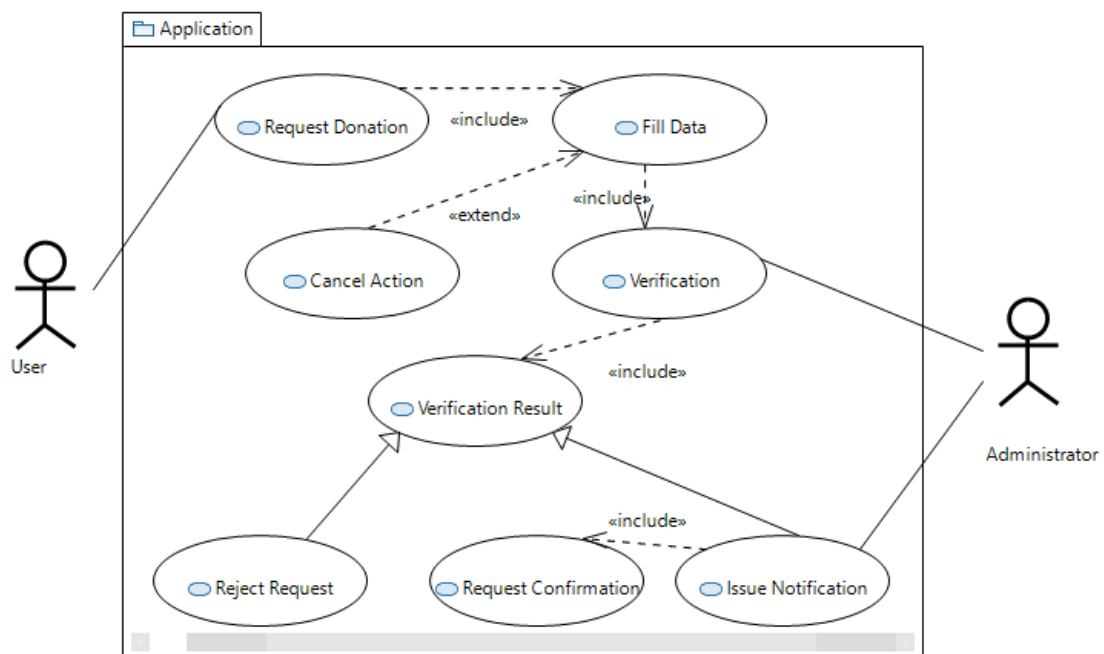 Application
Request Donation
«include»
Fill Data
«extend»
«include»
Cancel Action
Verification
User
«include»
Verification Result
Administrator
«include»
Reject Request
Request Confirmation
Issue Notification